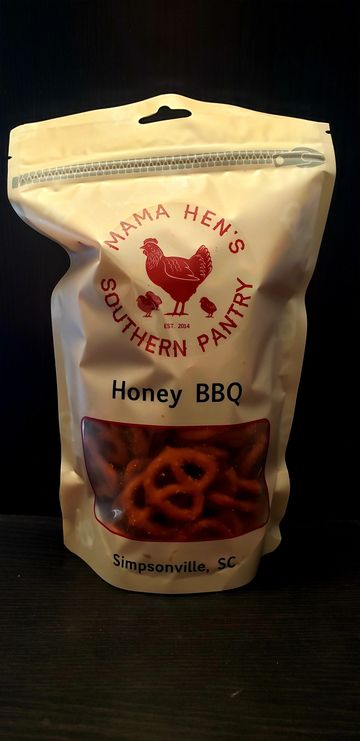 MAMA HEN'S
EST. 2014
SOUTHERN PANTRY
Honey BBQ
Simpsonville, SC